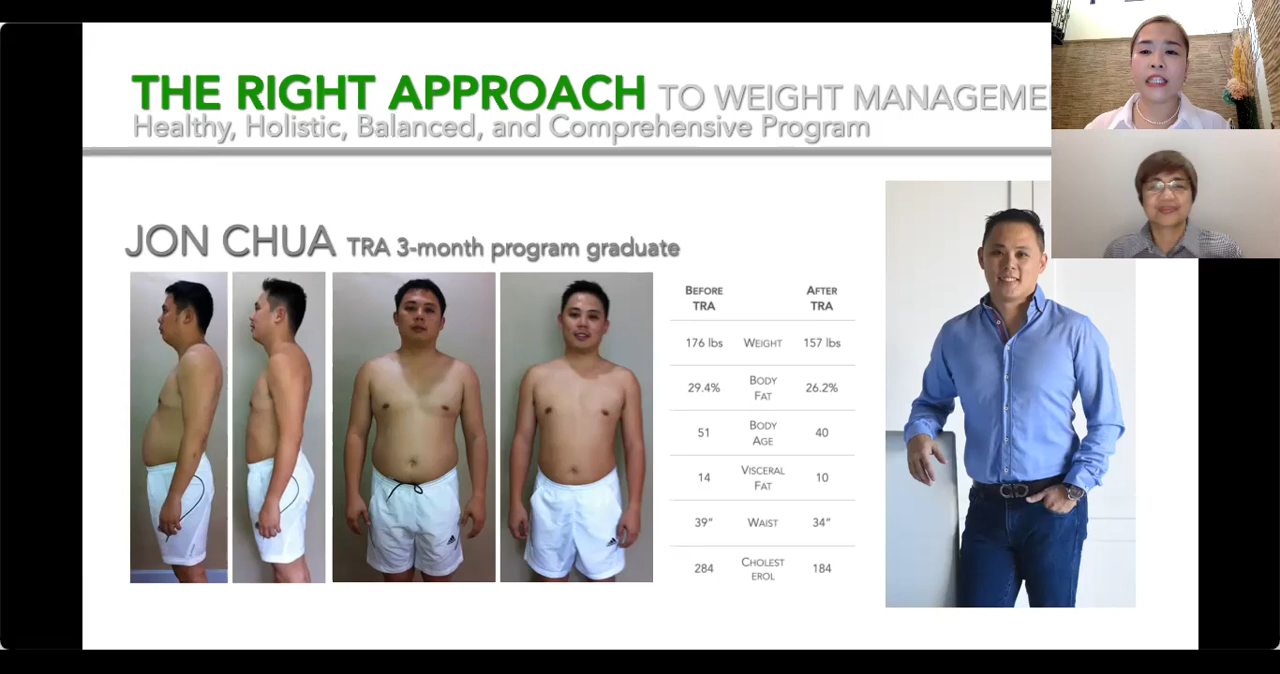 THE RIGHT APPROACH TO WEIGHT MANAGEME
Healthy, Holistic, Balanced, and Comprehensive Program
JON CHUA TRA 3-month program graduate
BEFORE TRA AFTER TRA
176 lbs WEIGHT 157 lbs
29.4% BODY FAT 26.2%
51 BODY AGE 40
14 VISCERAL FAT 10
39" WAIST 34"
284 CHOLEST EROL 184